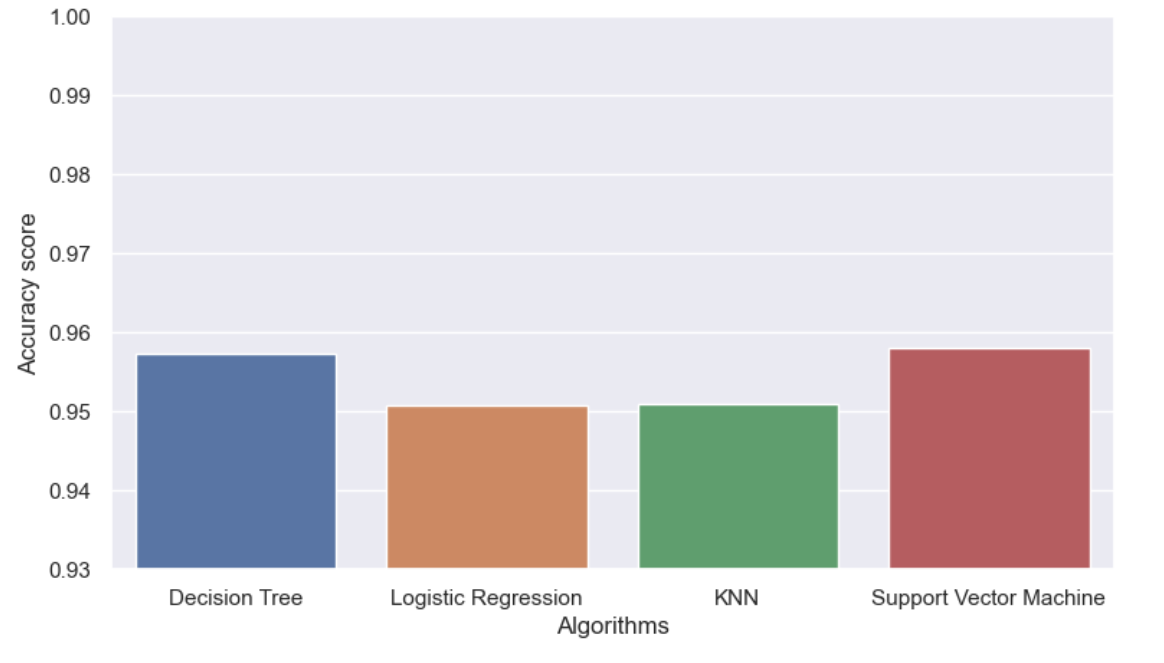 1.00
0.99
0.98
0.97
0.96
0.95
0.94
0.93
Accuracy score
Decision Tree
Logistic Regression
KNN
Support Vector Machine
Algorithms